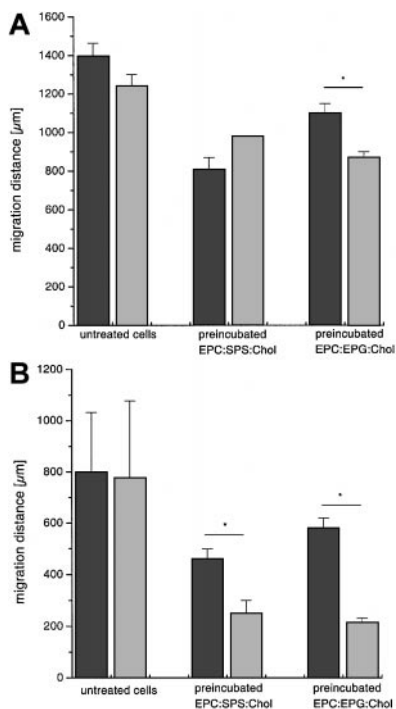 A
migration distance [µm]
1600
1400
1200
1000
800
600
400
200
0
*
untreated cells
preincubated
EPC:SPS:Chol
preincubated
EPC:EPG:Chol
B
migration distance [µm]
1200
1000
800
600
400
200
0
*
*
untreated cells
preincubated
EPC:SPS:Chol
preincubated
EPC:EPG:Chol